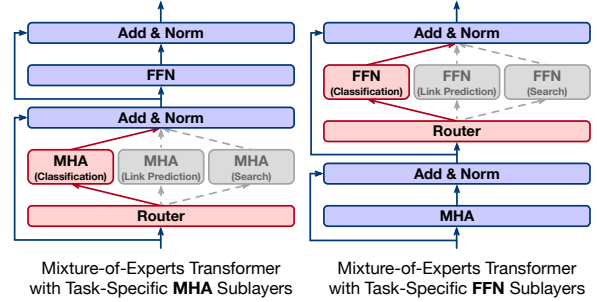 Add & Norm
FFN
Add & Norm
MHA
(Classification)
MHA
(Link Prediction)
MHA
(Search)
Router
Mixture-of-Experts Transformer
with Task-Specific MHA Sublayers
Add & Norm
FFN
(Classification)
FFN
(Link Prediction)
FFN
(Search)
Router
Add & Norm
MHA
Mixture-of-Experts Transformer
with Task-Specific FFN Sublayers